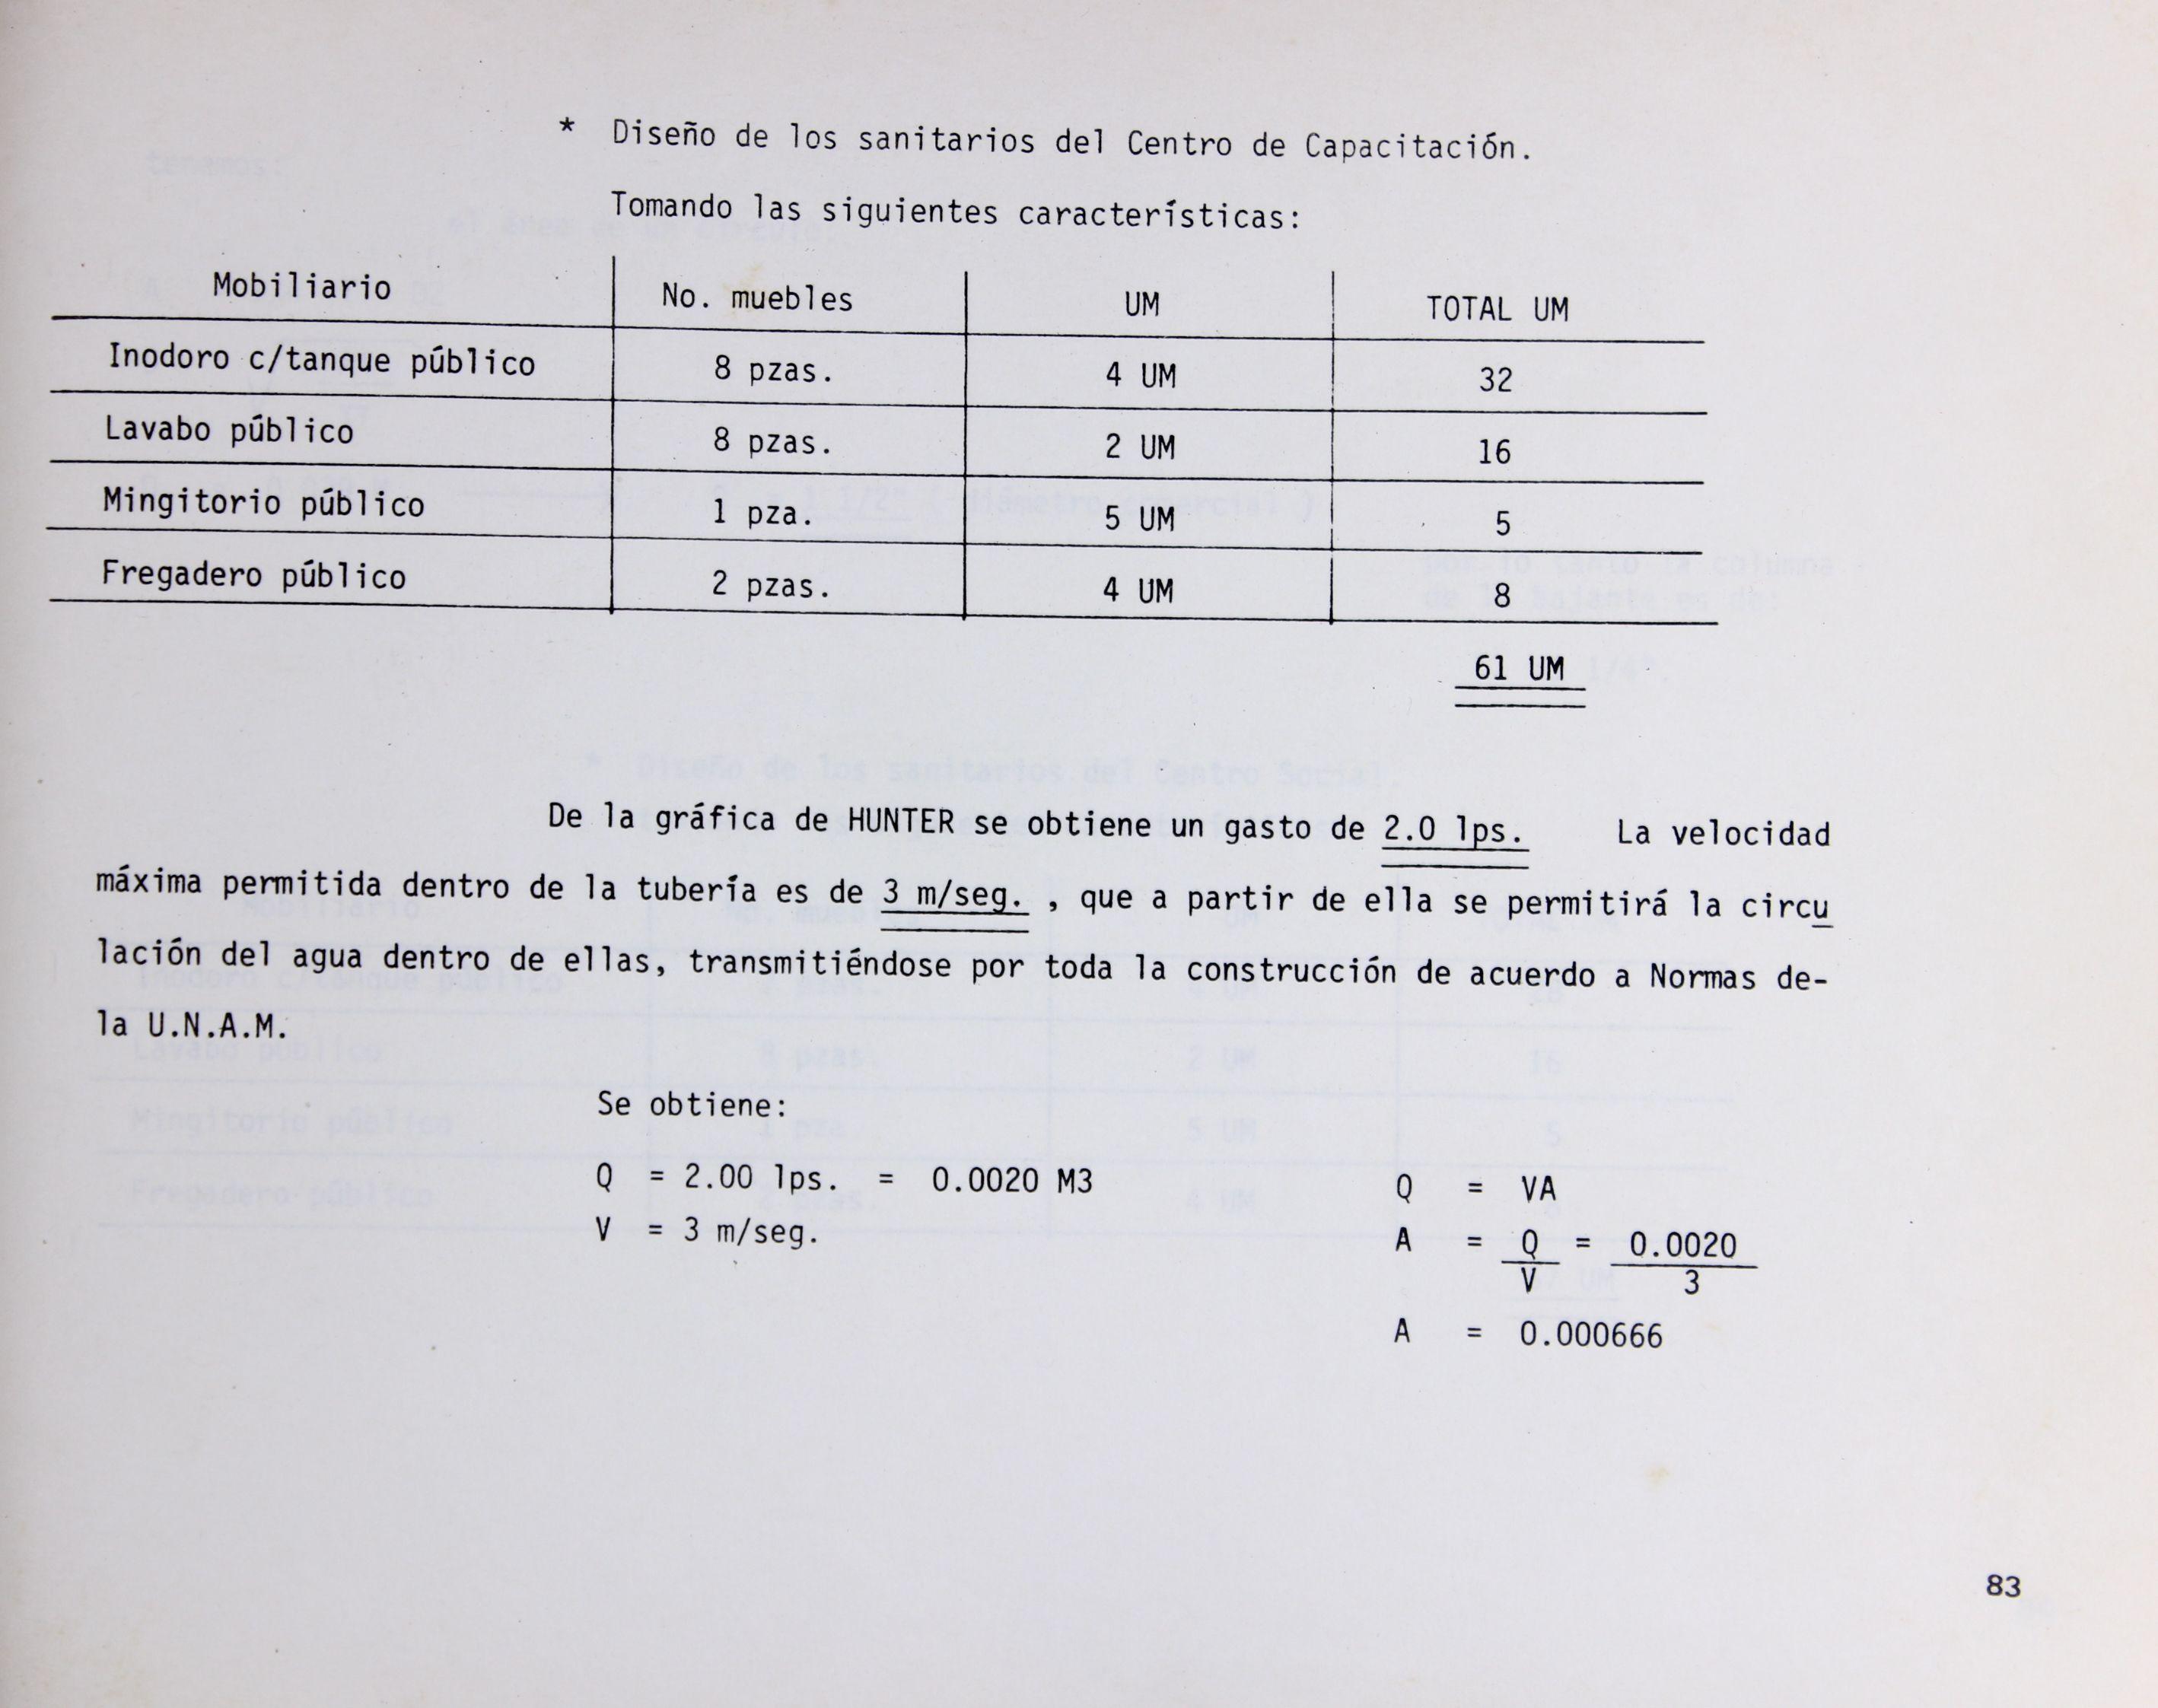 * Diseño de los sanitarios del Centro de Capacitación.
Tomando las siguientes características:
Mobiliario No. muebles UM TOTAL UM
Inodoro c/tanque público 8 pzas. 4 UM 32
Lavabo público 8 pzas. 2 UM 16
Mingitorio público 1 pza. 5 UM 5
Fregadero público 2 pzas. 4 UM 8
61 UM
De la gráfica de HUNTER se obtiene un gasto de 2.0 lps. La velocidad
máxima permitida dentro de la tubería es de 3 m/seg. , que a partir de ella se permitirá la circu
lación del agua dentro de ellas, transmitiéndose por toda la construcción de acuerdo a Normas de-
la U.N.A.M.
Se obtiene:
Q = 2.00 lps. = 0.0020 M3
V = 3 m/seg.
Q = VA
A = Q = 0.0020
V 3
A = 0.000666
83